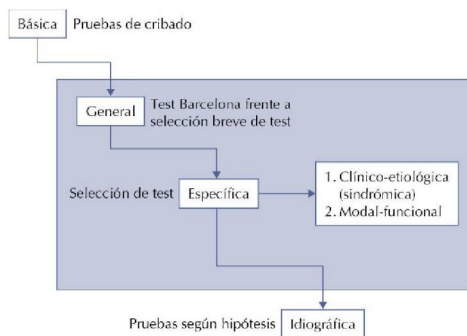 Básica
Pruebas de cribado
General
Test Barcelona frente a
selección breve de test
Selección de test
Específica
1. Clínico-etiológica
(sindrómica)
2. Modal-funcional
Pruebas según hipótesis
Idiográfica